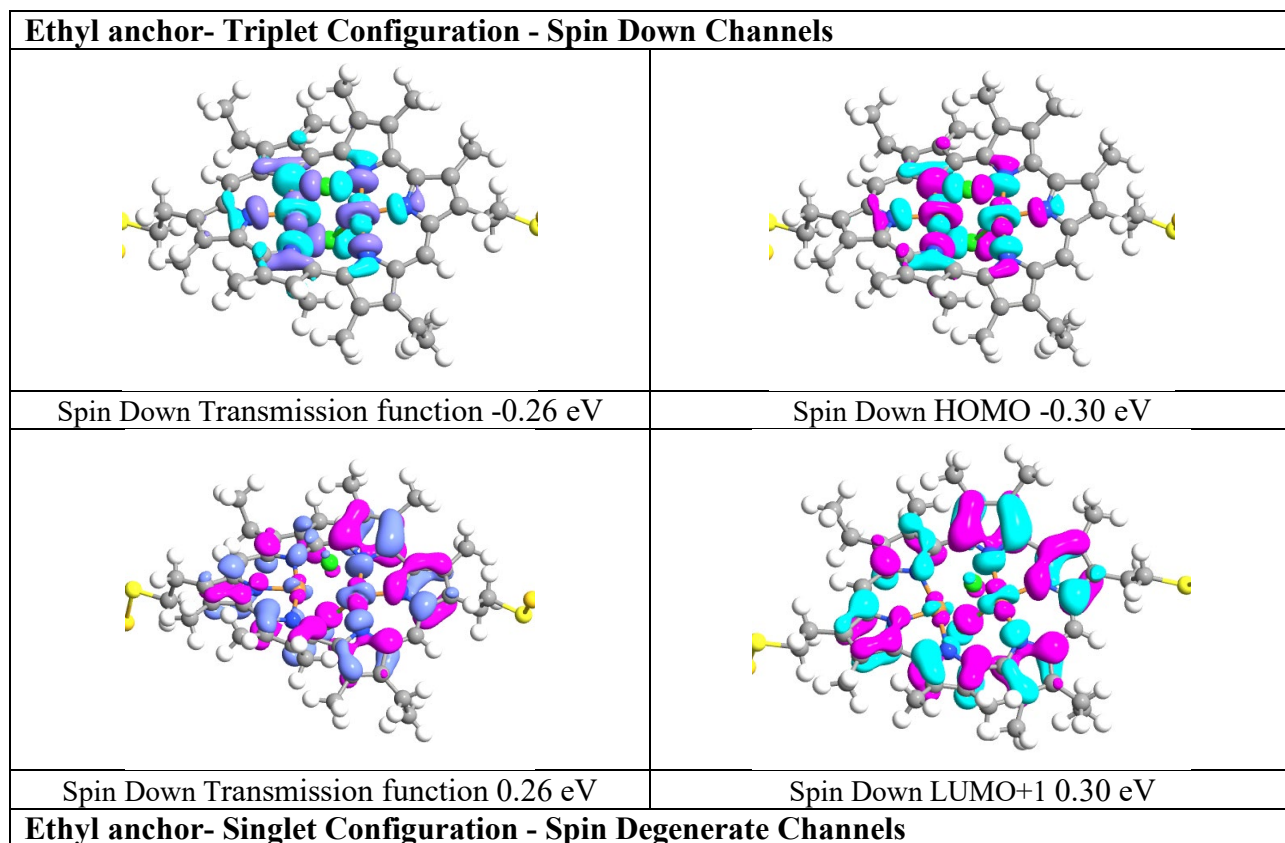 Ethyl anchor- Triplet Configuration - Spin Down Channels
Spin Down Transmission function -0.26 eV
Spin Down HOMO -0.30 eV
Spin Down Transmission function 0.26 eV
Spin Down LUMO+1 0.30 eV
Ethyl anchor- Singlet Configuration - Spin Degenerate Channels